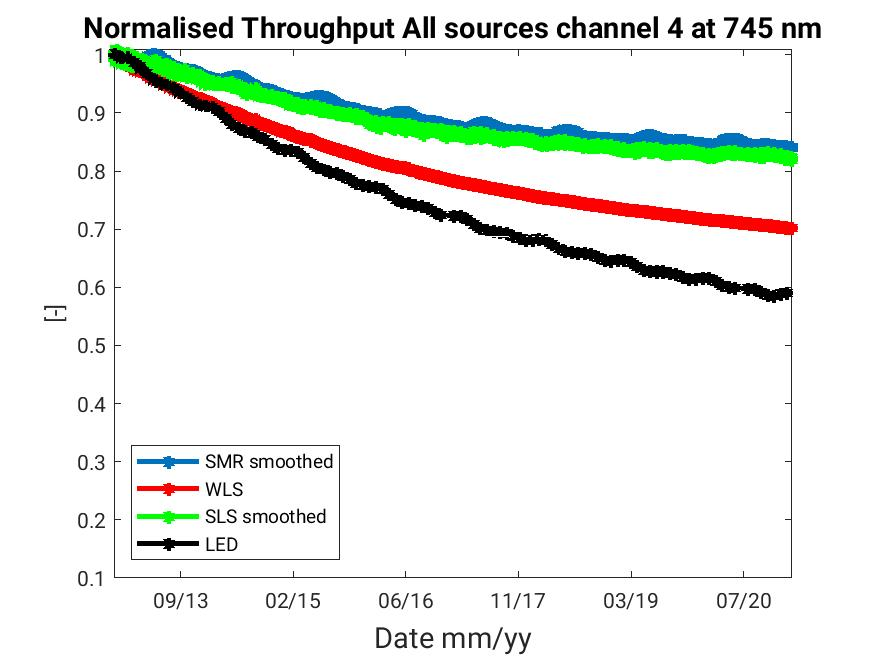 Normalised Throughput All sources channel 4 at 745 nm
1
0.9
0.8
0.7
0.6
0.5
0.4
0.3
0.2
0.1
[-]
SMR smoothed
WLS
SLS smoothed
LED
09/13 02/15 06/16 11/17 03/19 07/20
Date mm/yy